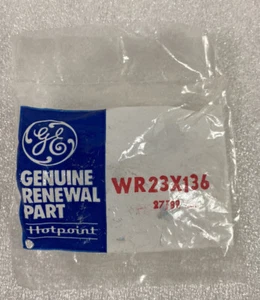 GE
GENUINE
RENEWAL
PART
Hotpoint
WR23X136